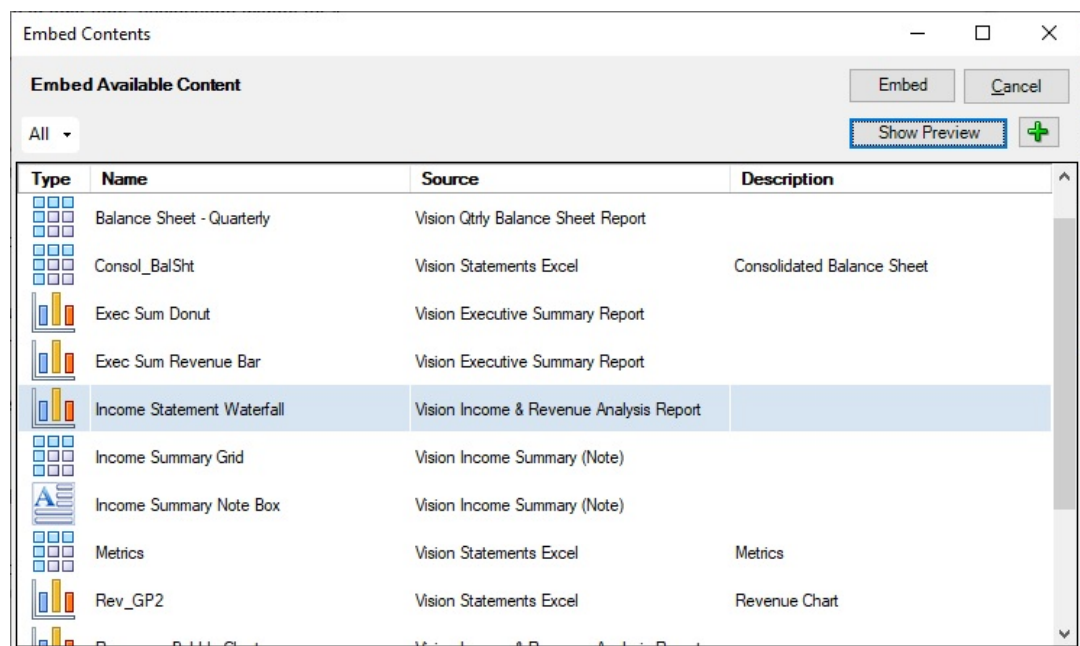 Embed Contents
Embed Available Content
Embed
Cancel
All
Show Preview
Type Name Source Description
Balance Sheet - Quarterly Vision Qtrly Balance Sheet Report
Consol_BalSht Vision Statements Excel Consolidated Balance Sheet
Exec Sum Donut Vision Executive Summary Report
Exec Sum Revenue Bar Vision Executive Summary Report
Income Statement Waterfall Vision Income & Revenue Analysis Report
Income Summary Grid Vision Income Summary (Note)
A Income Summary Note Box Vision Income Summary (Note)
Metrics Vision Statements Excel Metrics
Rev_GP2 Vision Statements Excel Revenue Chart